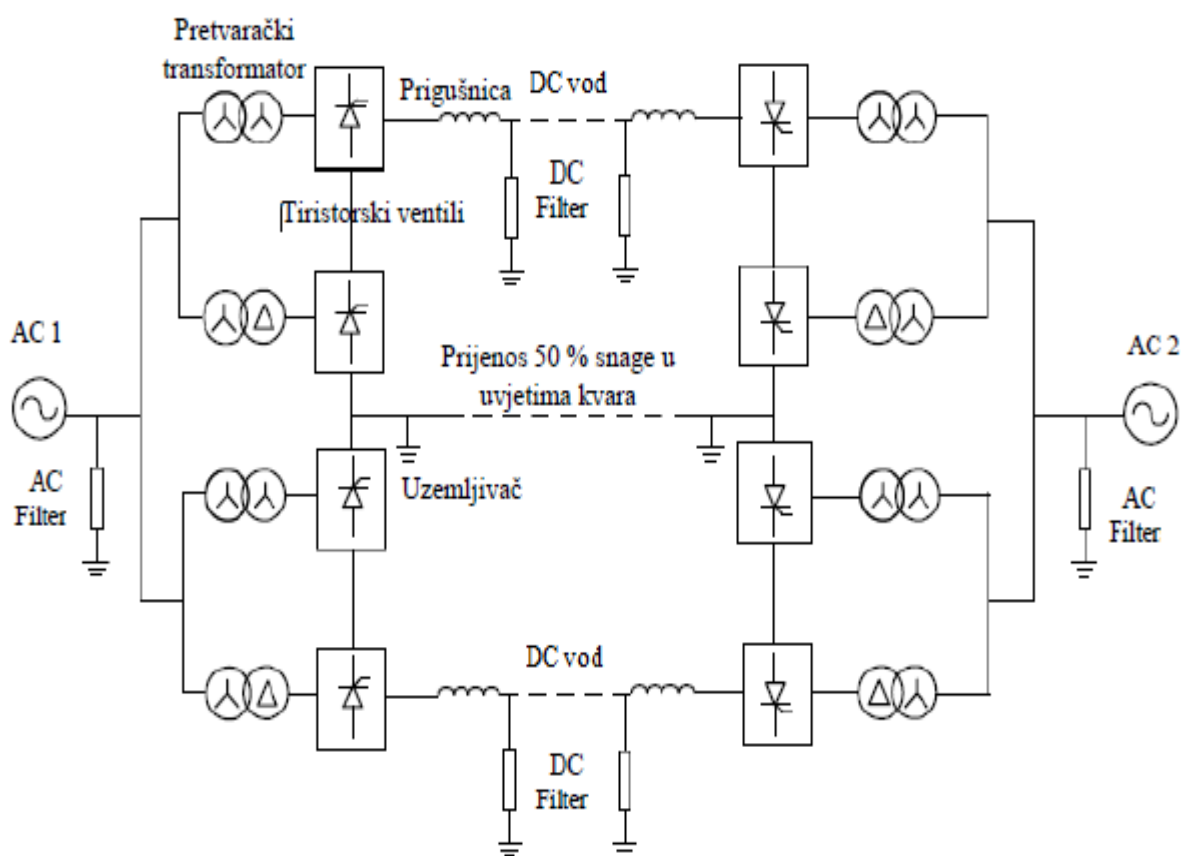 Pretvarački
transformator
Prigušnica
DC vod
DC
Filter
Tiristorski ventili
AC 1
Prijenos 50 % snage u
uvjetima kvara
AC 2
AC
Filter
Uzemljivač
AC
Filter
DC vod
DC
Filter